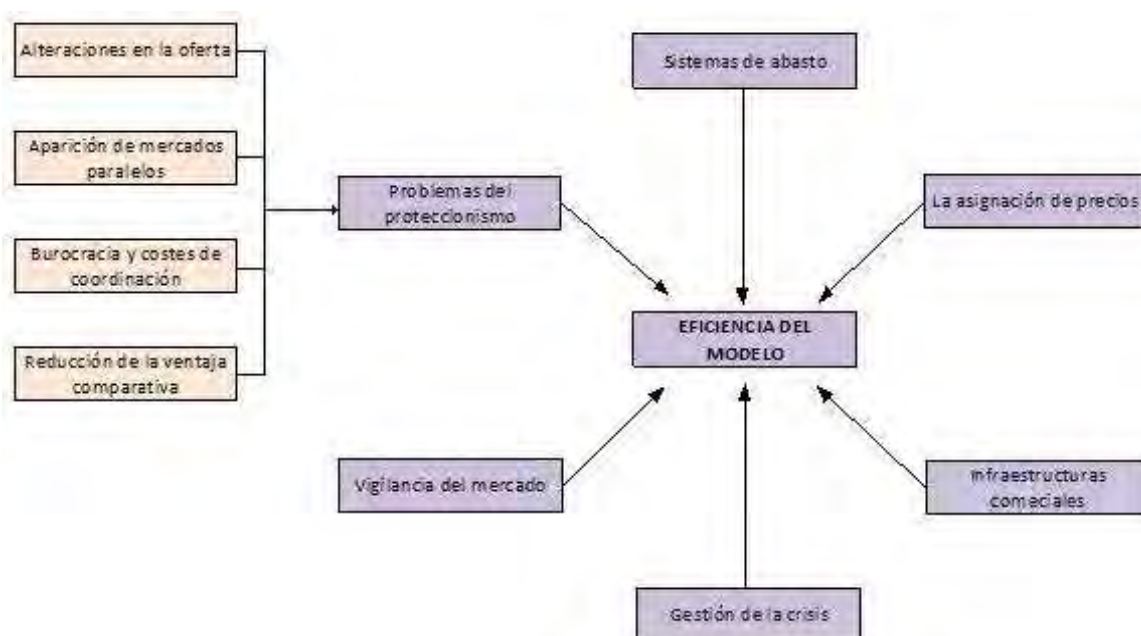 Alteraciones en la oferta
Aparición de mercados
paralelos
Burocracia y costes de
coordinación
Reducción de la ventaja
comparativa
Problemas del
proteccionismo
Sistemas de abasto
La asignación de precios
EFICIENCIA DEL
MODELO
Vigilancia del mercado
Infraestructuras
comeciales
Gestión de la crisis